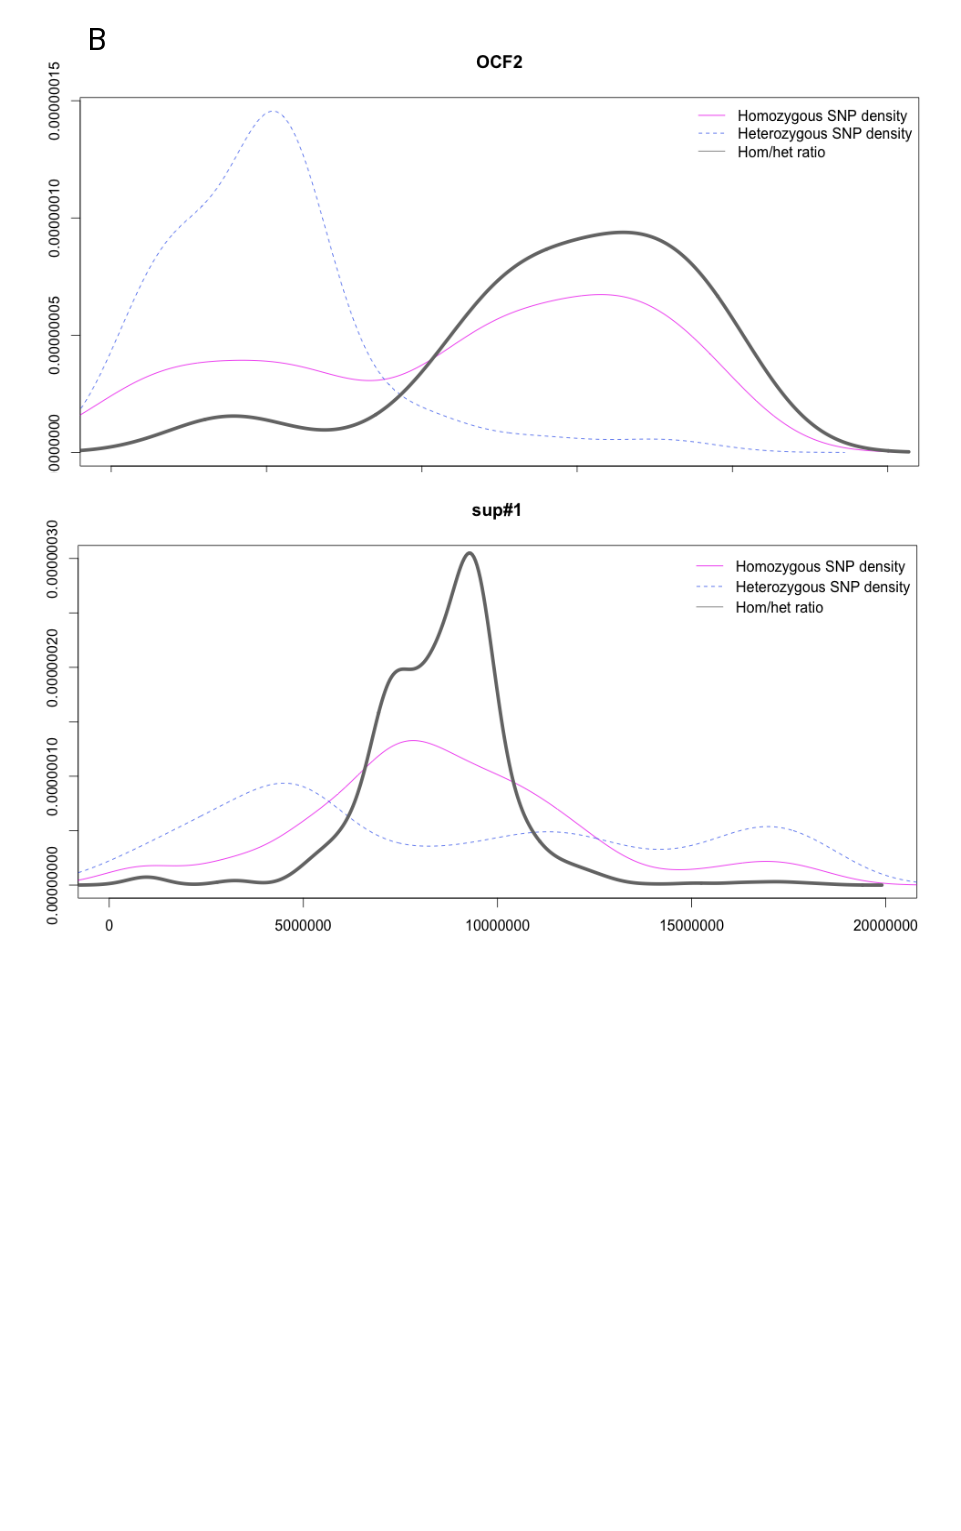 B
OCF2
0.00000015
0.00000010
0.00000005
0000000
Homozygous SNP density
Heterozygous SNP density
Hom/het ratio
sup#1
0.00000030
0.00000020
0.00000010
0.00000000
Homozygous SNP density
Heterozygous SNP density
Hom/het ratio
0 5000000 10000000 15000000 20000000